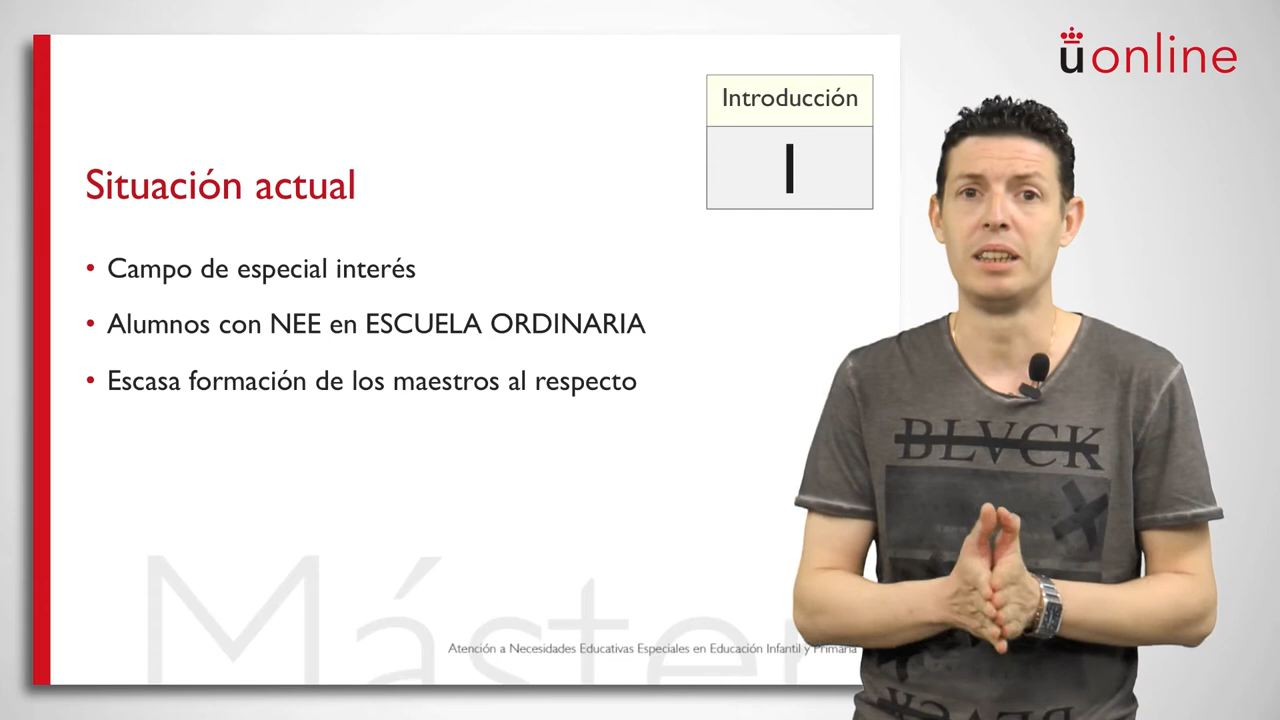 uonline
Introducción
I
Situación actual
• Campo de especial interés
• Alumnos con NEE en ESCUELA ORDINARIA
• Escasa formación de los maestros al respecto
BLVCK
Máster
Atención a Necesidades Educativas Especiales en Educación Infantil y Primaria